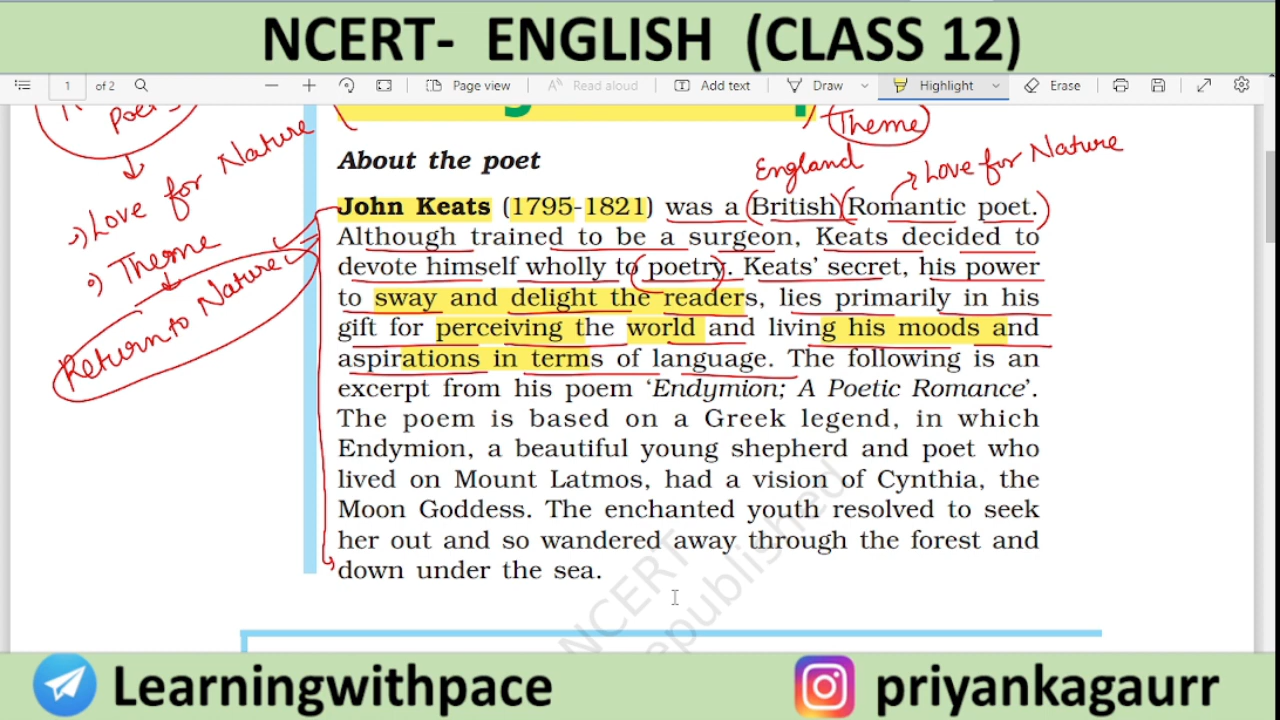 NCERT- ENGLISH (CLASS 12)
1 of 2 Page view Read aloud Add text Draw Highlight Erase
Poets
Theme
About the poet
England
Love for Nature
John Keats (1795-1821) was a British Romantic poet.
Although trained to be a surgeon, Keats decided to
devote himself wholly to poetry. Keats' secret, his power
to sway and delight the readers, lies primarily in his
gift for perceiving the world and living his moods and
aspirations in terms of language. The following is an
excerpt from his poem 'Endymion; A Poetic Romance'.
The poem is based on a Greek legend, in which
Endymion, a beautiful young shepherd and poet who
lived on Mount Latmos, had a vision of Cynthia, the
Moon Goddess. The enchanted youth resolved to seek
her out and so wandered away through the forest and
down under the sea.
Love for Nature
Theme
Return to Nature
NCERT
republished
Learningwithpace
priyankagaurr